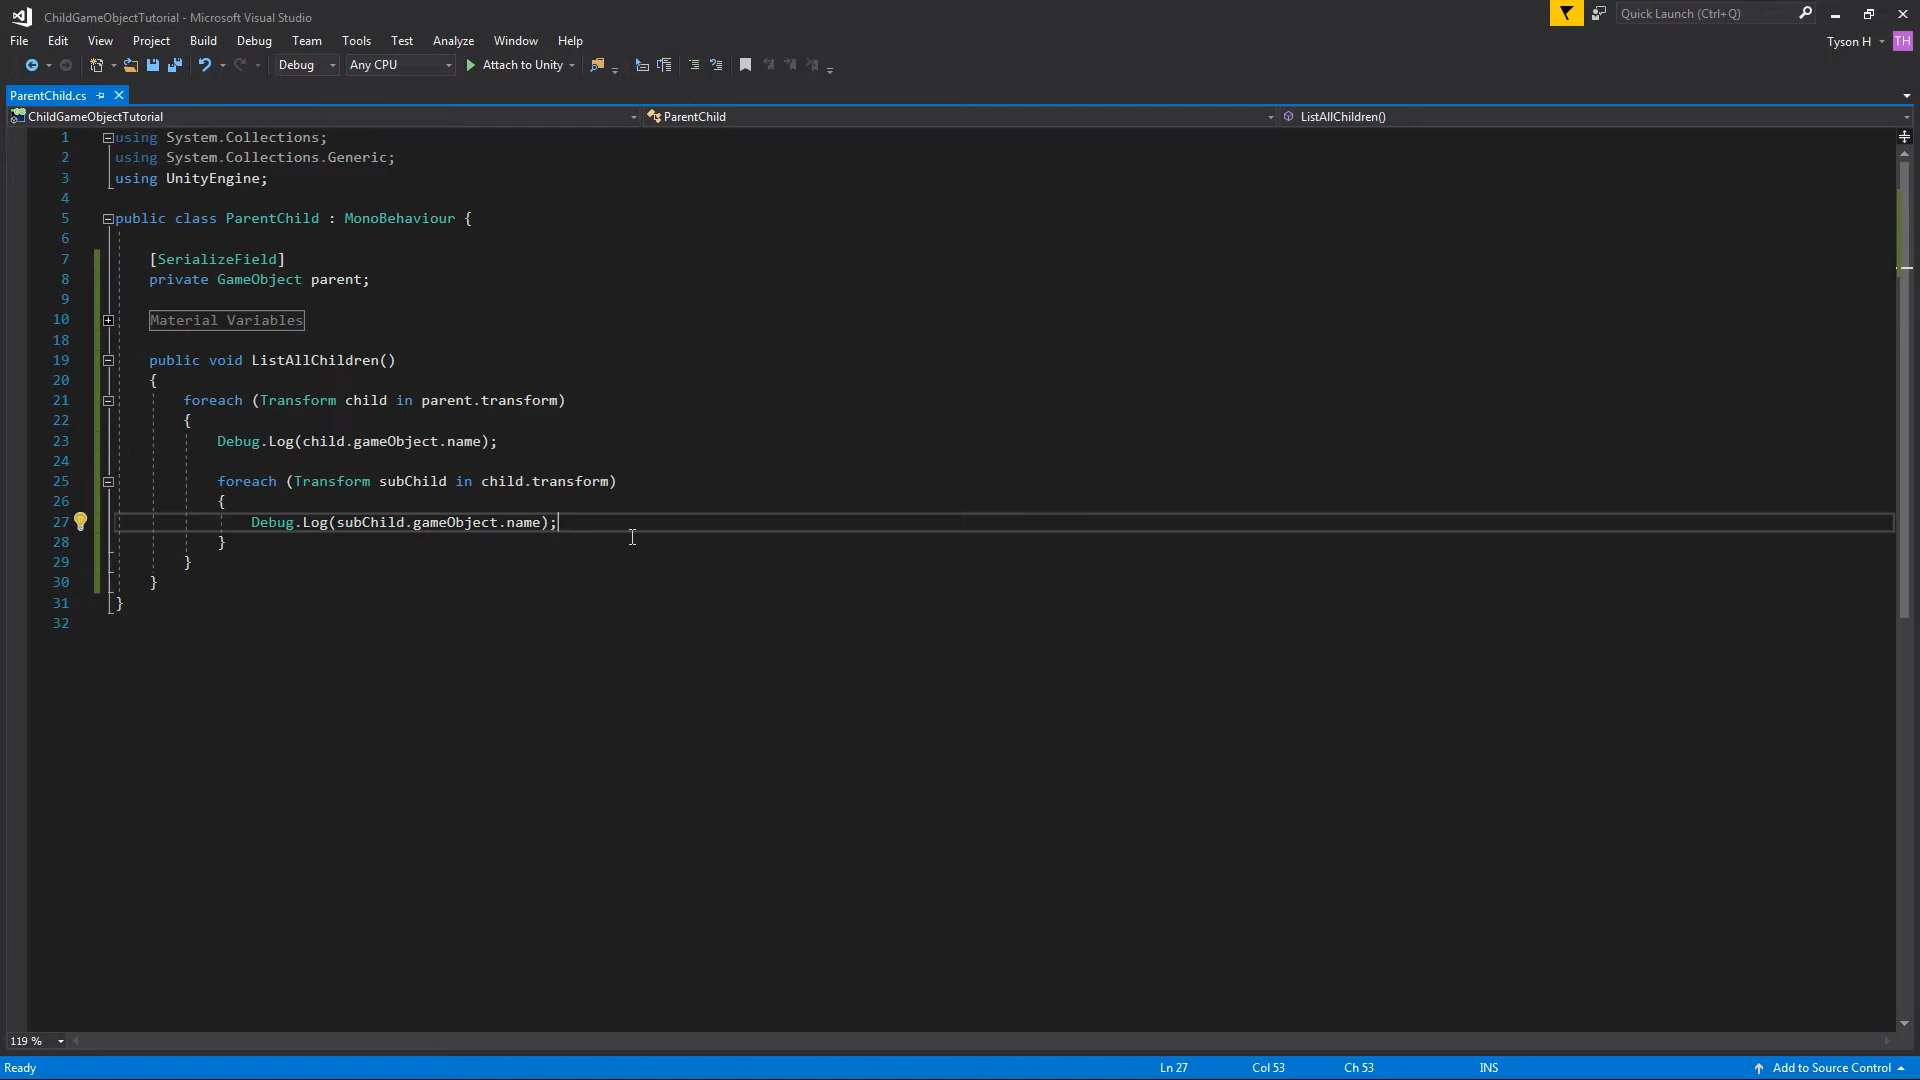 ChildGameObjectTutorial - Microsoft Visual Studio
Quick Launch (Ctrl+Q)
File Edit View Project Build Debug Team Tools Test Analyze Window Help
Tyson H TH
Debug Any CPU Attach to Unity
ParentChild.cs
ChildGameObjectTutorial ParentChild ListAllChildren()
1 using System.Collections;
2 using System.Collections.Generic;
3 using UnityEngine;
4
5 public class ParentChild : MonoBehaviour {
6
7 [SerializeField]
8 private GameObject parent;
9
10 Material Variables
18
19 public void ListAllChildren()
20 {
21 foreach (Transform child in parent.transform)
22 {
23 Debug.Log(child.gameObject.name);
24
25 foreach (Transform subChild in child.transform)
26 {
27 Debug.Log(subChild.gameObject.name);
28 }
29 }
30 }
31 }
32
119 %
Ready Ln 27 Col 53 Ch 53 INS Add to Source Control